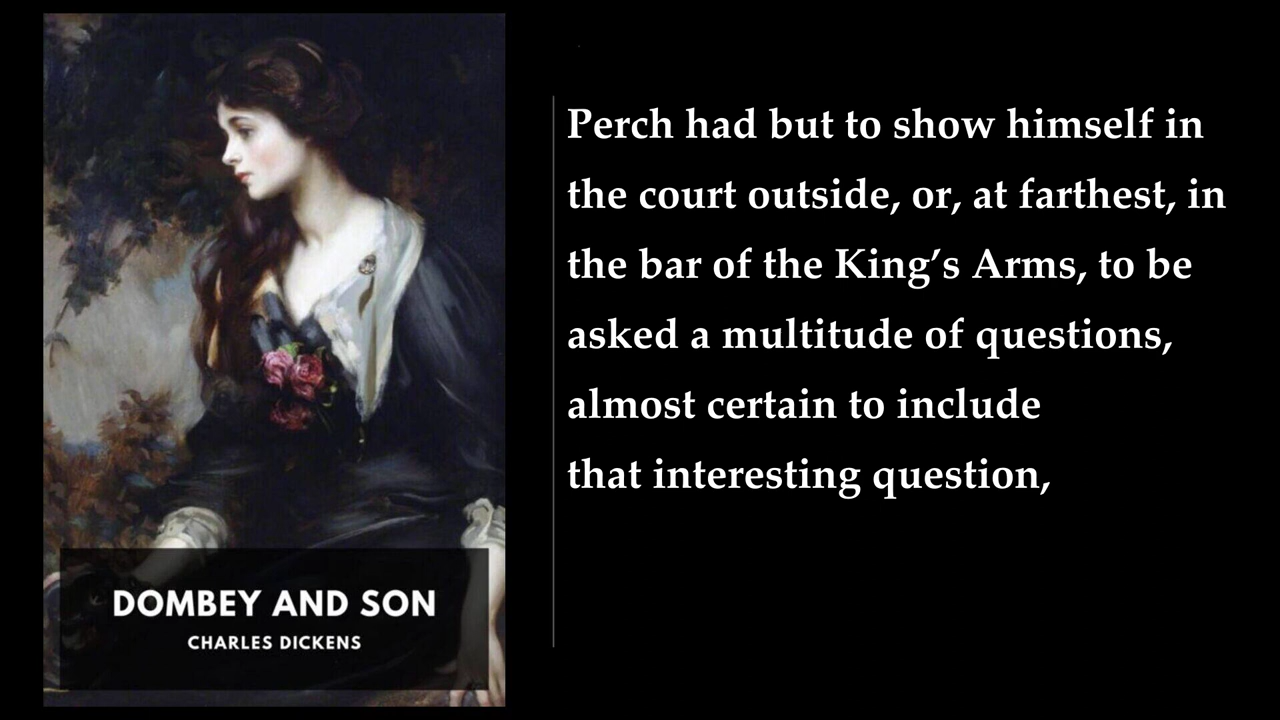 DOMBEY AND SON
CHARLES DICKENS
Perch had but to show himself in
the court outside, or, at farthest, in
the bar of the King’s Arms, to be
asked a multitude of questions,
almost certain to include
that interesting question,